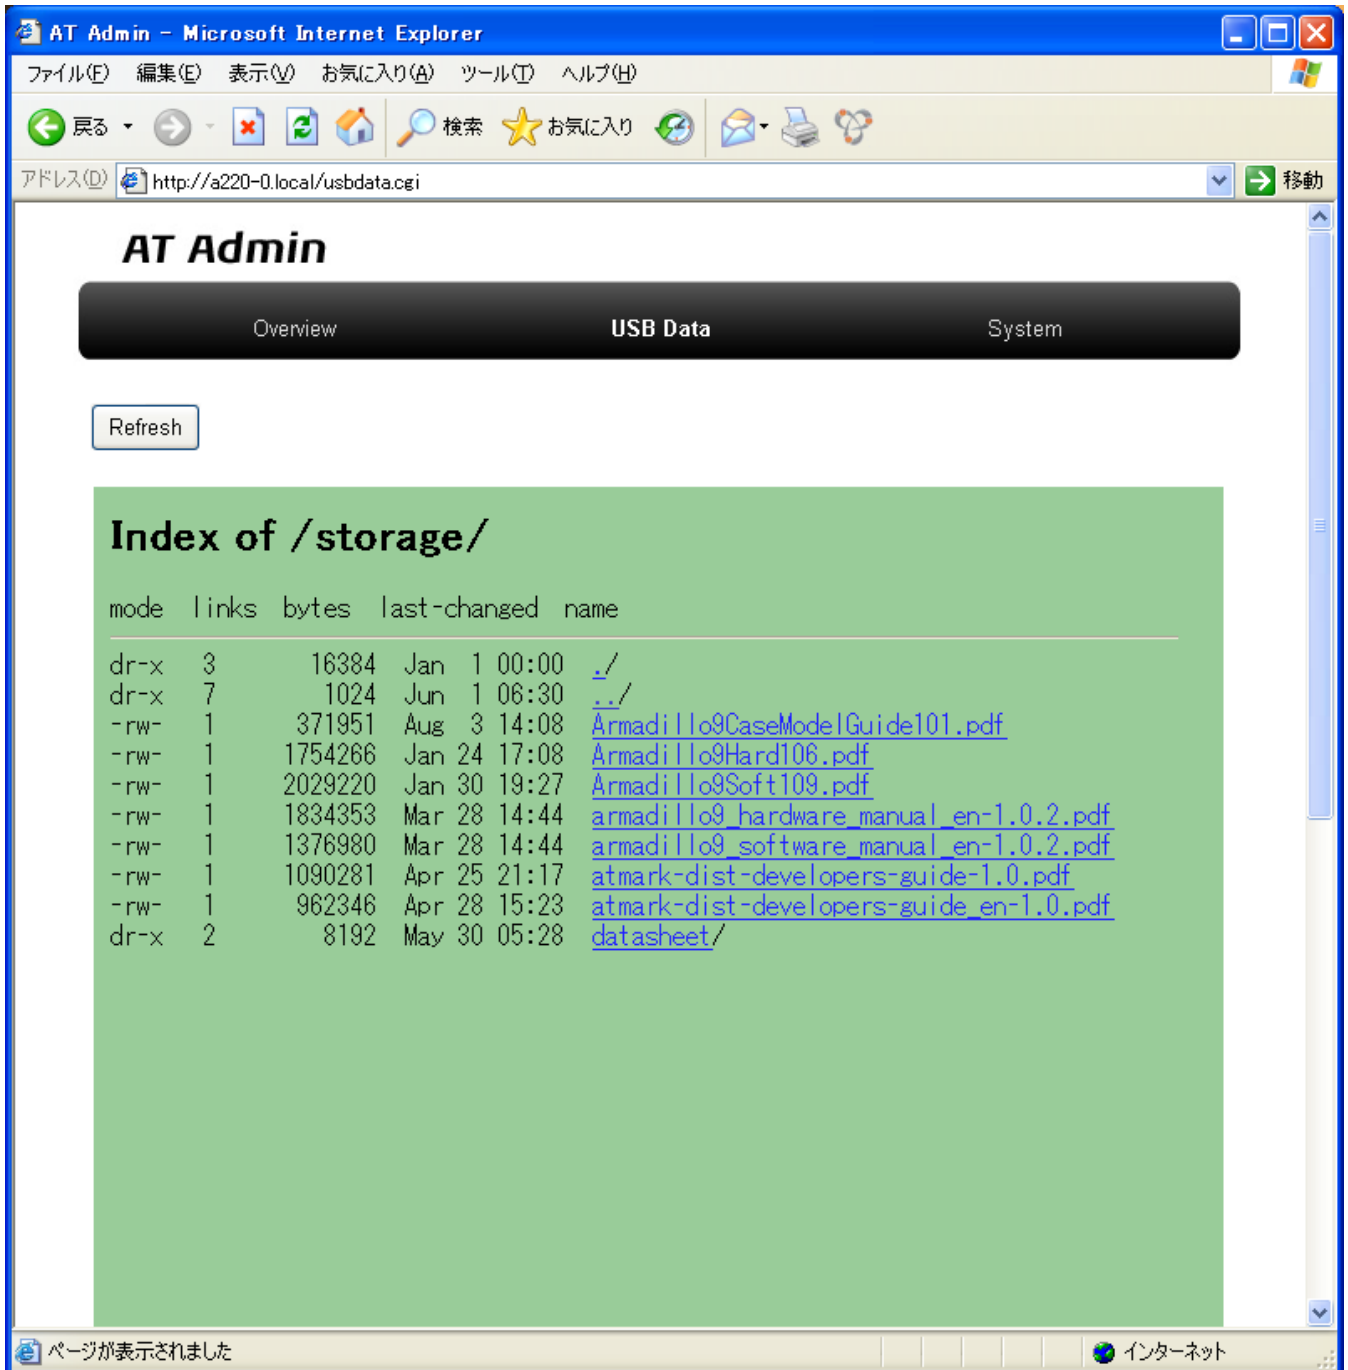 AT Admin - Microsoft Internet Explorer
ファイル(F) 編集(E) 表示(V) お気に入り(A) ツール(T) ヘルプ(H)
戻る 検索 お気に入り
アドレス(D) http://a220-0.local/usbdata.cgi 移動
AT Admin
Overview USB Data System
Refresh
Index of /storage/
mode links bytes last-changed name
dr-x 3 16384 Jan 1 00:00 ./
dr-x 7 1024 Jun 1 06:30 ../
-rw- 1 371951 Aug 3 14:08 Armadillo9CaseModelGuide101.pdf
-rw- 1 1754266 Jan 24 17:08 Armadillo9Hard106.pdf
-rw- 1 2029220 Jan 30 19:27 Armadillo9Soft109.pdf
-rw- 1 1834353 Mar 28 14:44 armadillo9_hardware_manual_en-1.0.2.pdf
-rw- 1 1376980 Mar 28 14:44 armadillo9_software_manual_en-1.0.2.pdf
-rw- 1 1090281 Apr 25 21:17 atmark-dist-developers-guide-1.0.pdf
-rw- 1 962346 Apr 28 15:23 atmark-dist-developers-guide_en-1.0.pdf
dr-x 2 8192 May 30 05:28 datasheet/
ページが表示されました インターネット